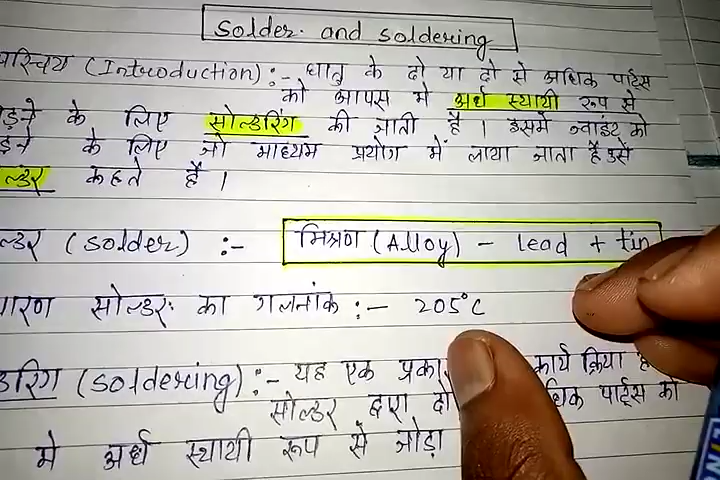 Solder and soldering
परिचय (Introduction) :- धातु के दो या दो से अधिक पार्ट्स
को आपस मे अर्ध स्थायी रूप से
ड़ने के लिए सोल्डरिंग की जाती है । इसमें ज्वाइंट को
ड़ने के लिए जो माध्यम प्रयोग में लाया जाता है उसे
ल्डर कहते है ।
ल्डर (Solder) :- मिश्रण (Alloy) - lead + tin
धारण सोल्डर का गलनांक :- 205°C
डरिंग (Soldering) :- यह एक प्रका कार्य क्रिया है
सोल्डर द्वारा दो धिक पार्ट्स को
मे अर्ध स्थायी रूप से जोड़ा